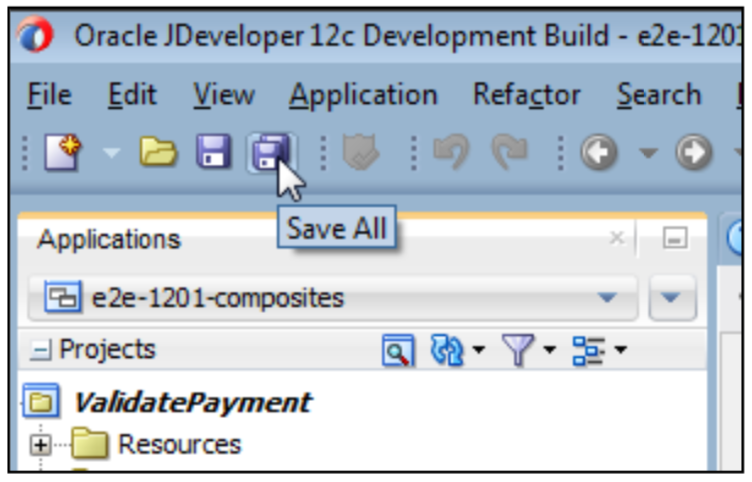 Oracle JDeveloper 12c Development Build - e2e-1201
File Edit View Application Refactor Search
Save All
Applications
e2e-1201-composites
Projects
ValidatePayment
Resources